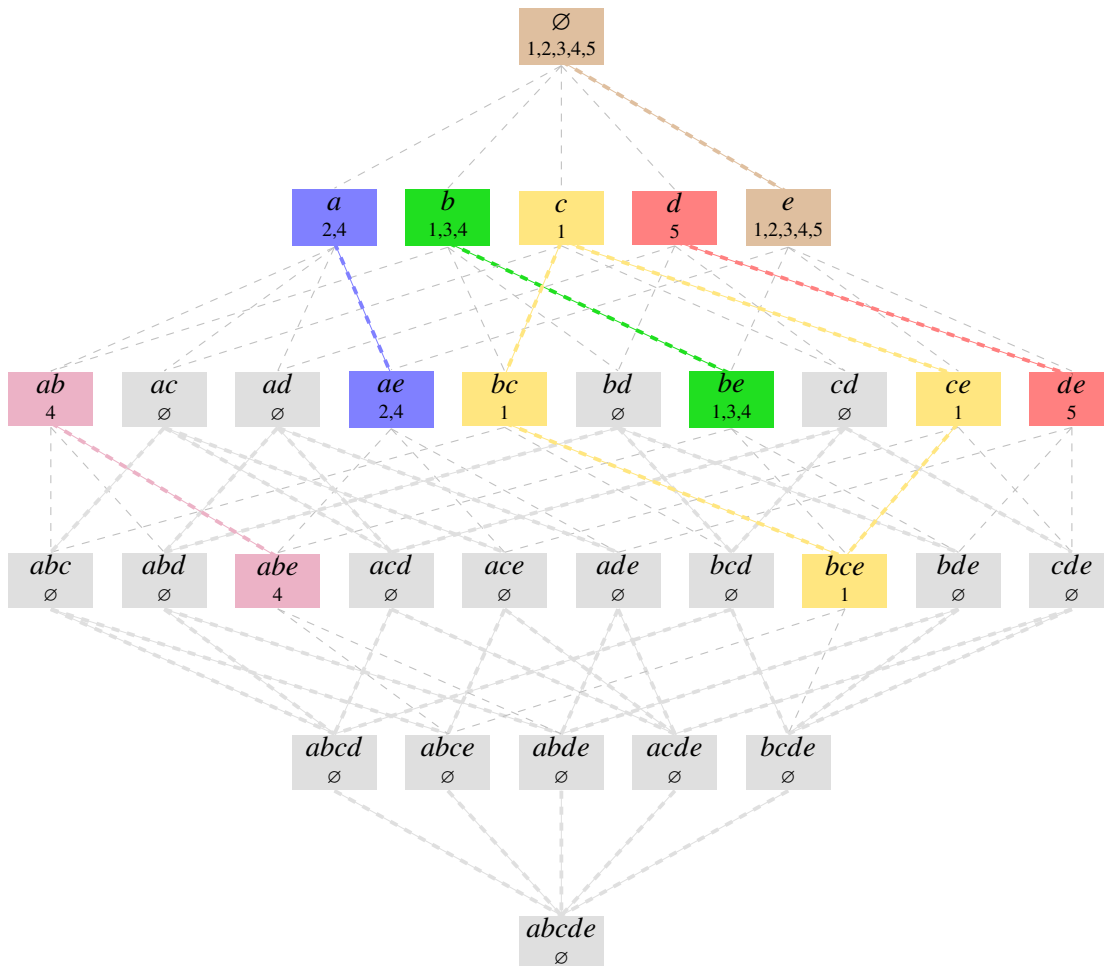 ∅
1,2,3,4,5
a b c d e
2,4 1,3,4 1 5 1,2,3,4,5
ab ac ad ae bc bd be cd ce de
4 ∅ ∅ 2,4 1 ∅ 1,3,4 ∅ 1 5
abc abd abe acd ace ade bcd bce bde cde
∅ ∅ 4 ∅ ∅ ∅ ∅ 1 ∅ ∅
abcd abce abde acde bcde
∅ ∅ ∅ ∅ ∅
abcde
∅